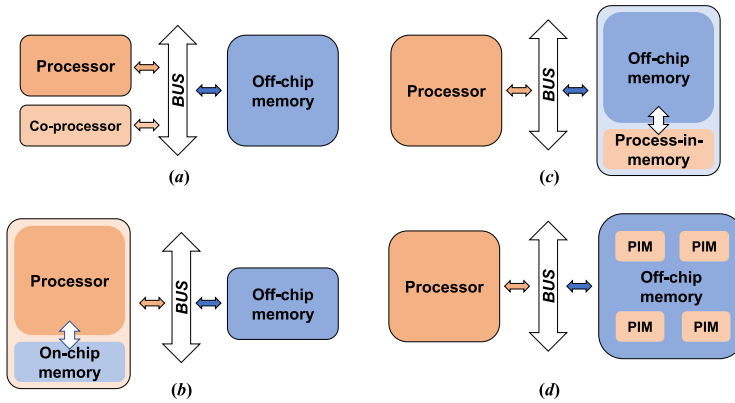 Processor
Co-processor
BUS
Off-chip
memory
(a)
Processor
BUS
Off-chip
memory
Process-in-
memory
(c)
Processor
On-chip
memory
BUS
Off-chip
memory
(b)
Processor
BUS
PIM PIM
Off-chip
memory
PIM PIM
(d)